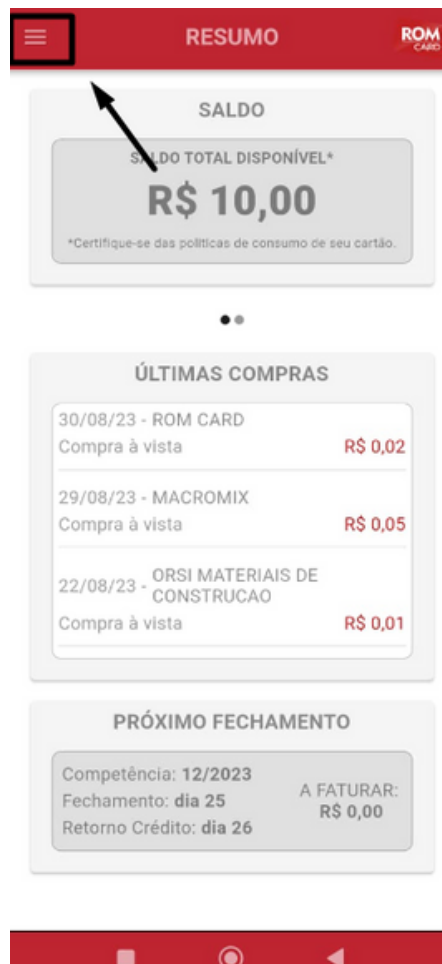 RESUMO
ROM
CARD
SALDO
SALDO TOTAL DISPONÍVEL*
R$ 10,00
*Certifique-se das políticas de consumo de seu cartão.
ÚLTIMAS COMPRAS
30/08/23 - ROM CARD
Compra à vista R$ 0,02
29/08/23 - MACROMIX
Compra à vista R$ 0,05
22/08/23 - ORSI MATERIAIS DE
CONSTRUCAO
Compra à vista R$ 0,01
PRÓXIMO FECHAMENTO
Competência: 12/2023
Fechamento: dia 25
Retorno Crédito: dia 26
A FATURAR:
R$ 0,00